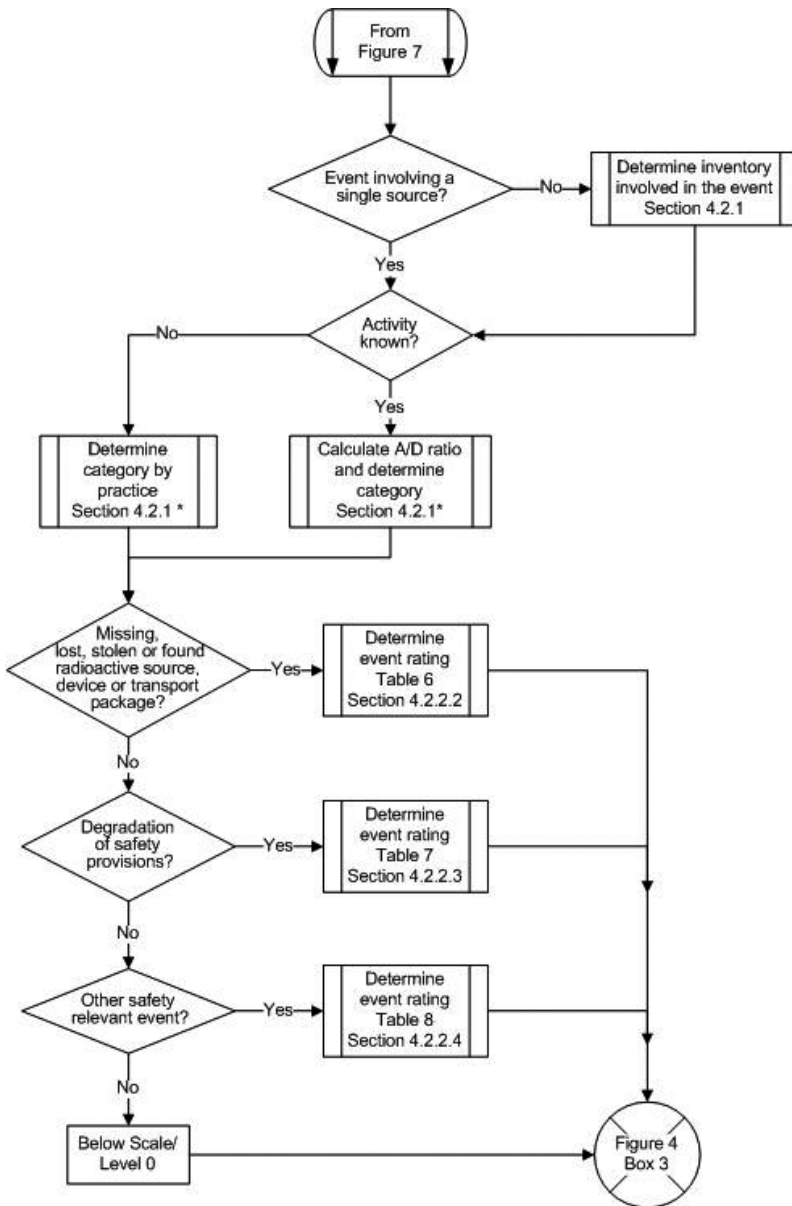 From
Figure 7
Event involving a
single source?
No
Determine inventory
involved in the event
Section 4.2.1
Yes
Activity
known?
No
Yes
Determine
category by
practice
Section 4.2.1 *
Calculate A/D ratio
and determine
category
Section 4.2.1*
Missing,
lost, stolen or found
radioactive source,
device or transport
package?
Yes
Determine
event rating
Table 6
Section 4.2.2.2
No
Degradation
of safety
provisions?
Yes
Determine
event rating
Table 7
Section 4.2.2.3
No
Other safety
relevant event?
Yes
Determine
event rating
Table 8
Section 4.2.2.4
No
Below Scale/
Level 0
Figure 4
Box 3